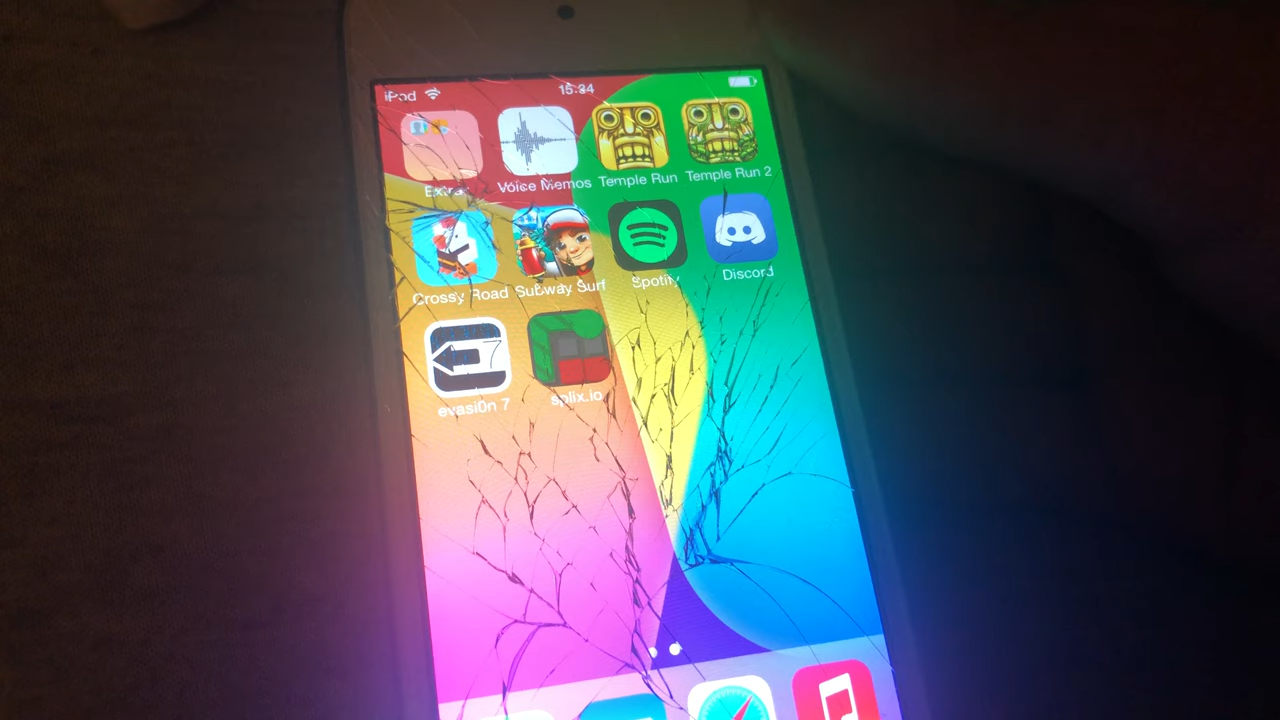 iPod 15:34
Extras Voice Memos Temple Run Temple Run 2
Crossy Road Subway Surf Spotify Discord
7
evasi0n 7 splix.io